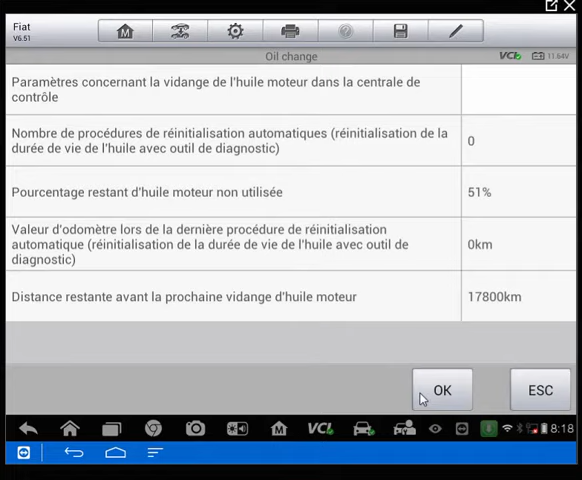 Fiat
V6.51
Oil change
VCI
11.64V
Paramètres concernant la vidange de l'huile moteur dans la centrale de
contrôle
Nombre de procédures de réinitialisation automatiques (réinitialisation de la
durée de vie de l'huile avec outil de diagnostic)
0
Pourcentage restant d'huile moteur non utilisée
51%
Valeur d'odomètre lors de la dernière procédure de réinitialisation
automatique (réinitialisation de la durée de vie de l'huile avec outil de
diagnostic)
0km
Distance restante avant la prochaine vidange d'huile moteur
17800km
OK
ESC
M
VCI
8:18